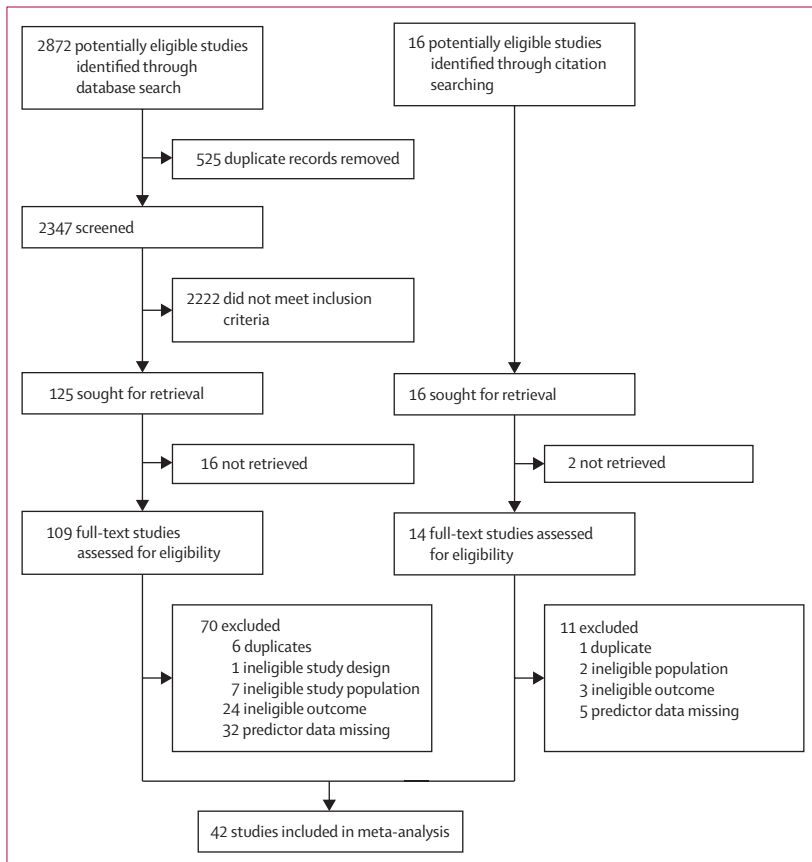 2872 potentially eligible studies
identified through
database search
16 potentially eligible studies
identified through citation
searching
525 duplicate records removed
2347 screened
2222 did not meet inclusion
criteria
125 sought for retrieval
16 sought for retrieval
16 not retrieved
2 not retrieved
109 full-text studies
assessed for eligibility
14 full-text studies assessed
for eligibility
70 excluded
6 duplicates
1 ineligible study design
7 ineligible study population
24 ineligible outcome
32 predictor data missing
11 excluded
1 duplicate
2 ineligible population
3 ineligible outcome
5 predictor data missing
42 studies included in meta-analysis